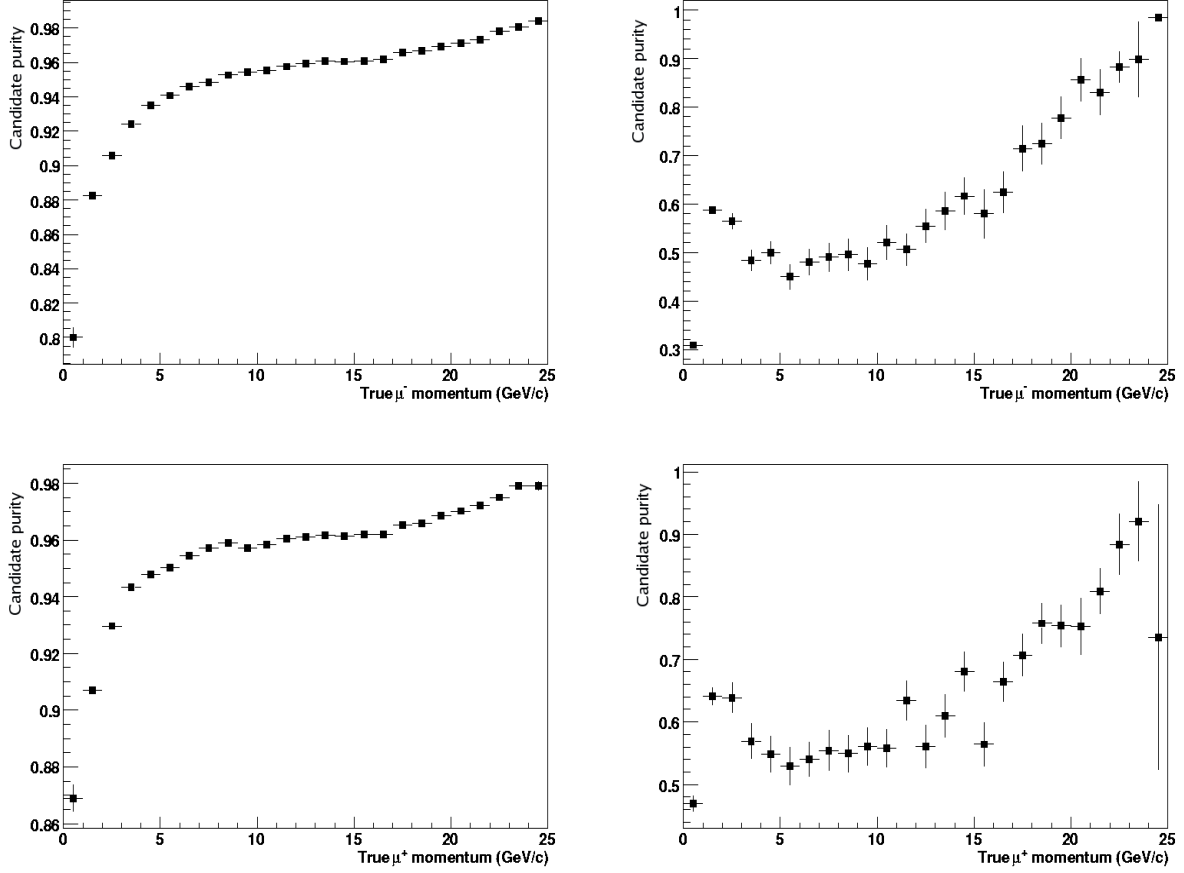 Candidate purity
0.98
0.96
0.94
0.92
0.9
0.88
0.86
0.84
0.82
0.8
0 5 10 15 20 25
True μ- momentum (GeV/c)
Candidate purity
1
0.9
0.8
0.7
0.6
0.5
0.4
0.3
0 5 10 15 20 25
True μ- momentum (GeV/c)
Candidate purity
0.98
0.96
0.94
0.92
0.9
0.88
0.86
0 5 10 15 20 25
True μ+ momentum (GeV/c)
Candidate purity
1
0.9
0.8
0.7
0.6
0.5
0 5 10 15 20 25
True μ+ momentum (GeV/c)